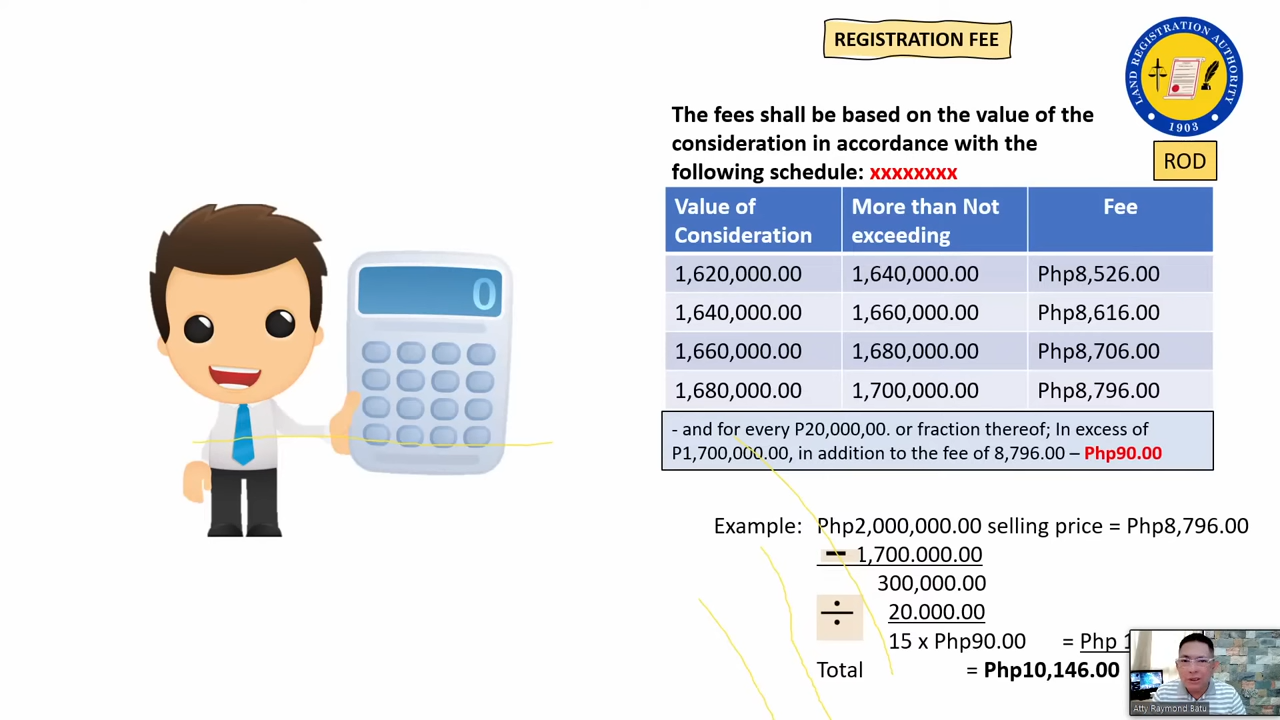 REGISTRATION FEE
LAND REGISTRATION AUTHORITY
1903
ROD
The fees shall be based on the value of the
consideration in accordance with the
following schedule: xxxxxxxx
Value of Consideration More than Not exceeding Fee
1,620,000.00 1,640,000.00 Php8,526.00
1,640,000.00 1,660,000.00 Php8,616.00
1,660,000.00 1,680,000.00 Php8,706.00
1,680,000.00 1,700,000.00 Php8,796.00
- and for every P20,000,00. or fraction thereof; In excess of
P1,700,000.00, in addition to the fee of 8,796.00 – Php90.00
0
Example: Php2,000,000.00 selling price = Php8,796.00
– 1,700.000.00
300,000.00
÷ 20.000.00
15 x Php90.00 = Php
Total = Php10,146.00
Atty Raymond Batu